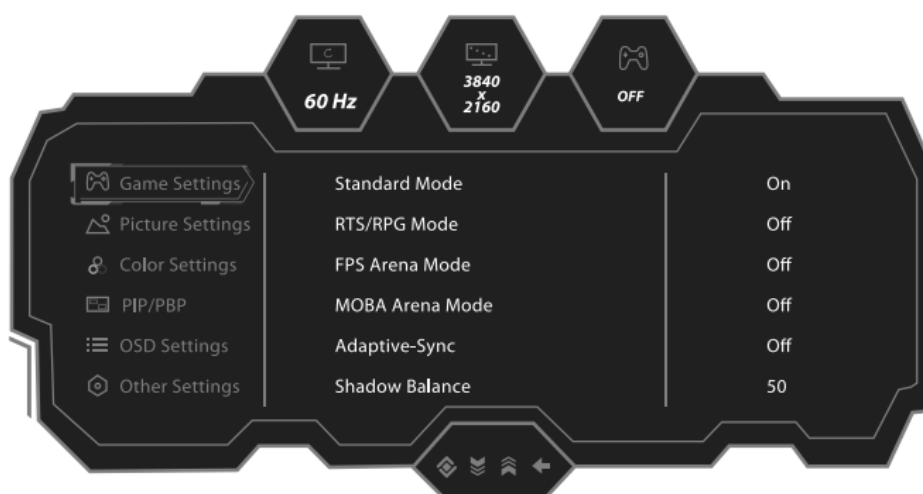 60 Hz
3840
x
2160
OFF
Game Settings
Standard Mode
On
Picture Settings
RTS/RPG Mode
Off
Color Settings
FPS Arena Mode
Off
PIP/PBP
MOBA Arena Mode
Off
OSD Settings
Adaptive-Sync
Off
Other Settings
Shadow Balance
50